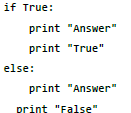 if True:
    print "Answer"
    print "True"
else:
    print "Answer"
  print "False"